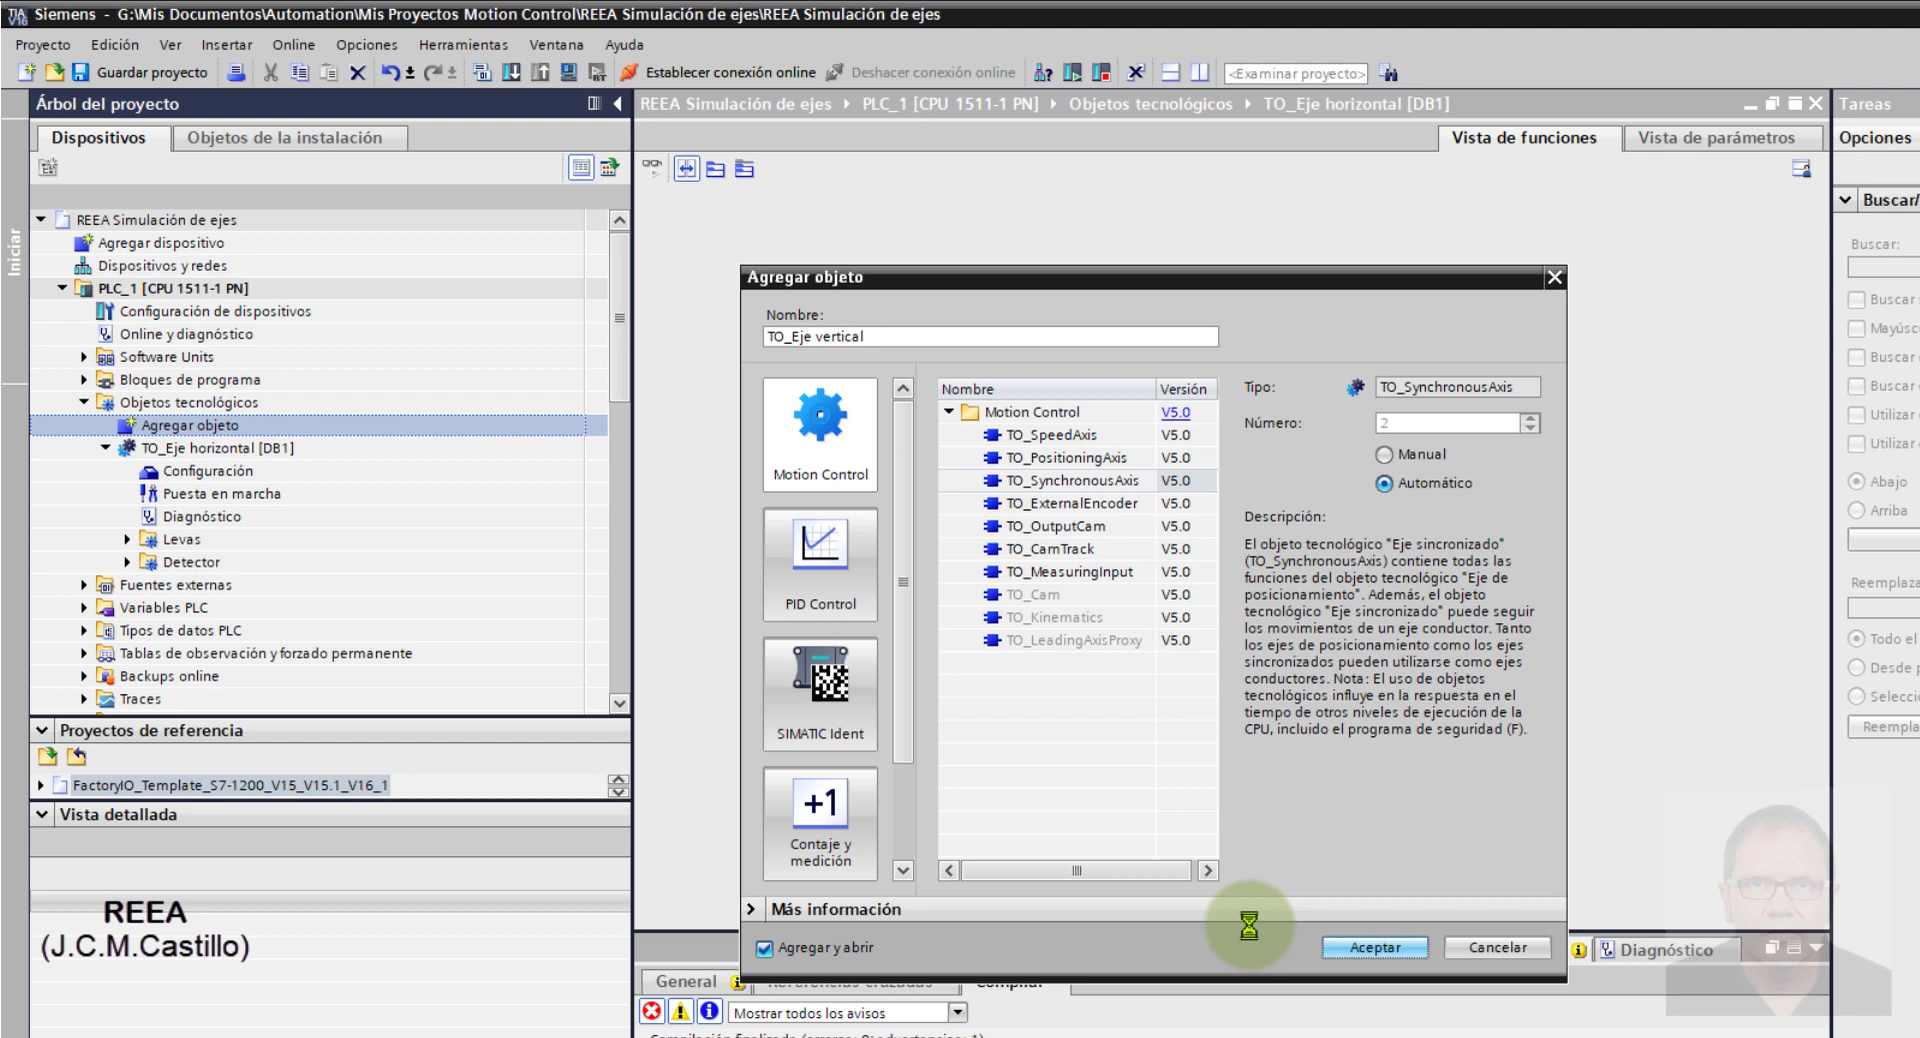 Siemens - G:\Mis Documentos\Automation\Mis Proyectos Motion Control\REEA Simulación de ejes\REEA Simulación de ejes
Proyecto Edición Ver Insertar Online Opciones Herramientas Ventana Ayuda
Guardar proyecto
Establecer conexión online
Deshacer conexión online
<Examinar proyecto>
Árbol del proyecto
REEA Simulación de ejes PLC_1 [CPU 1511-1 PN] Objetos tecnológicos TO_Eje horizontal [DB1]
Tareas
Dispositivos
Objetos de la instalación
Vista de funciones
Vista de parámetros
Opciones
Iniciar
REEA Simulación de ejes
Agregar dispositivo
Dispositivos y redes
PLC_1 [CPU 1511-1 PN]
Configuración de dispositivos
Online y diagnóstico
Software Units
Bloques de programa
Objetos tecnológicos
Agregar objeto
TO_Eje horizontal [DB1]
Configuración
Puesta en marcha
Diagnóstico
Levas
Detector
Fuentes externas
Variables PLC
Tipos de datos PLC
Tablas de observación y forzado permanente
Backups online
Traces
Proyectos de referencia
FactoryIO_Template_S7-1200_V15_V15.1_V16_1
Vista detallada
REEA
(J.C.M.Castillo)
Agregar objeto
Nombre:
TO_Eje vertical
Motion Control
PID Control
SIMATIC Ident
+1
Contaje y
medición
Nombre Versión
Motion Control V5.0
TO_SpeedAxis V5.0
TO_PositioningAxis V5.0
TO_SynchronousAxis V5.0
TO_ExternalEncoder V5.0
TO_OutputCam V5.0
TO_CamTrack V5.0
TO_MeasuringInput V5.0
TO_Cam V5.0
TO_Kinematics V5.0
TO_LeadingAxisProxy V5.0
Tipo: TO_SynchronousAxis
Número: 2
Manual
Automático
Descripción:
El objeto tecnológico "Eje sincronizado"
(TO_SynchronousAxis) contiene todas las
funciones del objeto tecnológico "Eje de
posicionamiento". Además, el objeto
tecnológico "Eje sincronizado" puede seguir
los movimientos de un eje conductor. Tanto
los ejes de posicionamiento como los ejes
sincronizados pueden utilizarse como ejes
conductores. Nota: El uso de objetos
tecnológicos influye en la respuesta en el
tiempo de otros niveles de ejecución de la
CPU, incluido el programa de seguridad (F).
Más información
Agregar y abrir
Aceptar
Cancelar
Diagnóstico
General
Mostrar todos los avisos
Buscar/
Buscar:
Buscar
Mayúsc
Buscar
Buscar
Utilizar
Utilizar
Abajo
Arriba
Reemplaza
Todo el
Desde
Selecci
Reempla